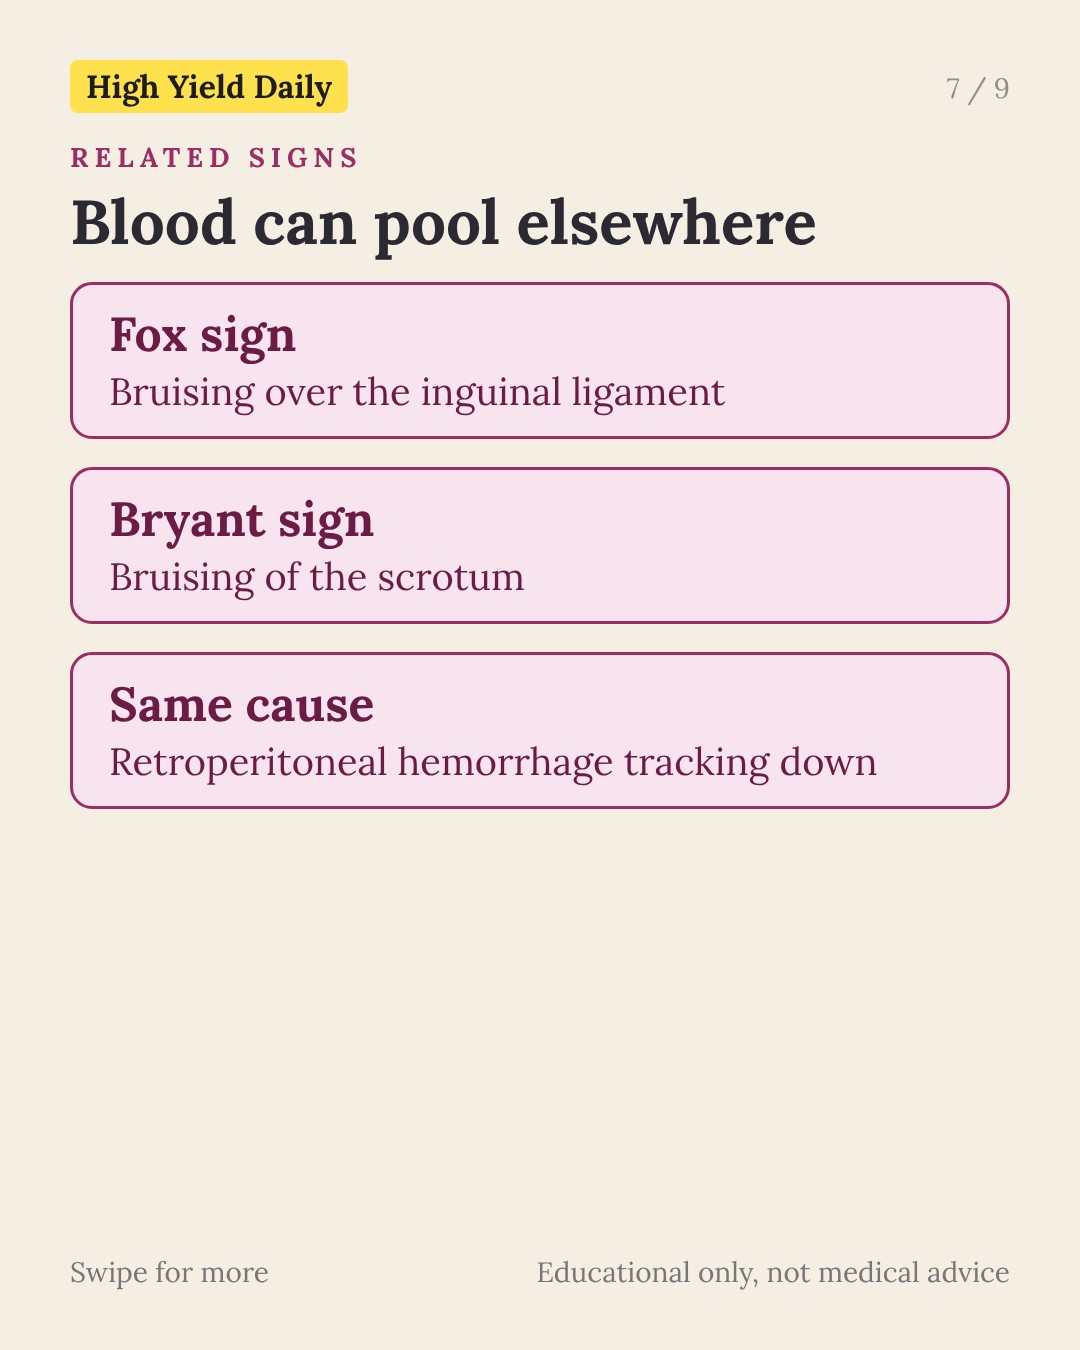 High Yield Daily
7 / 9
RELATED SIGNS
Blood can pool elsewhere
Fox sign
Bruising over the inguinal ligament
Bryant sign
Bruising of the scrotum
Same cause
Retroperitoneal hemorrhage tracking down
Swipe for more
Educational only, not medical advice